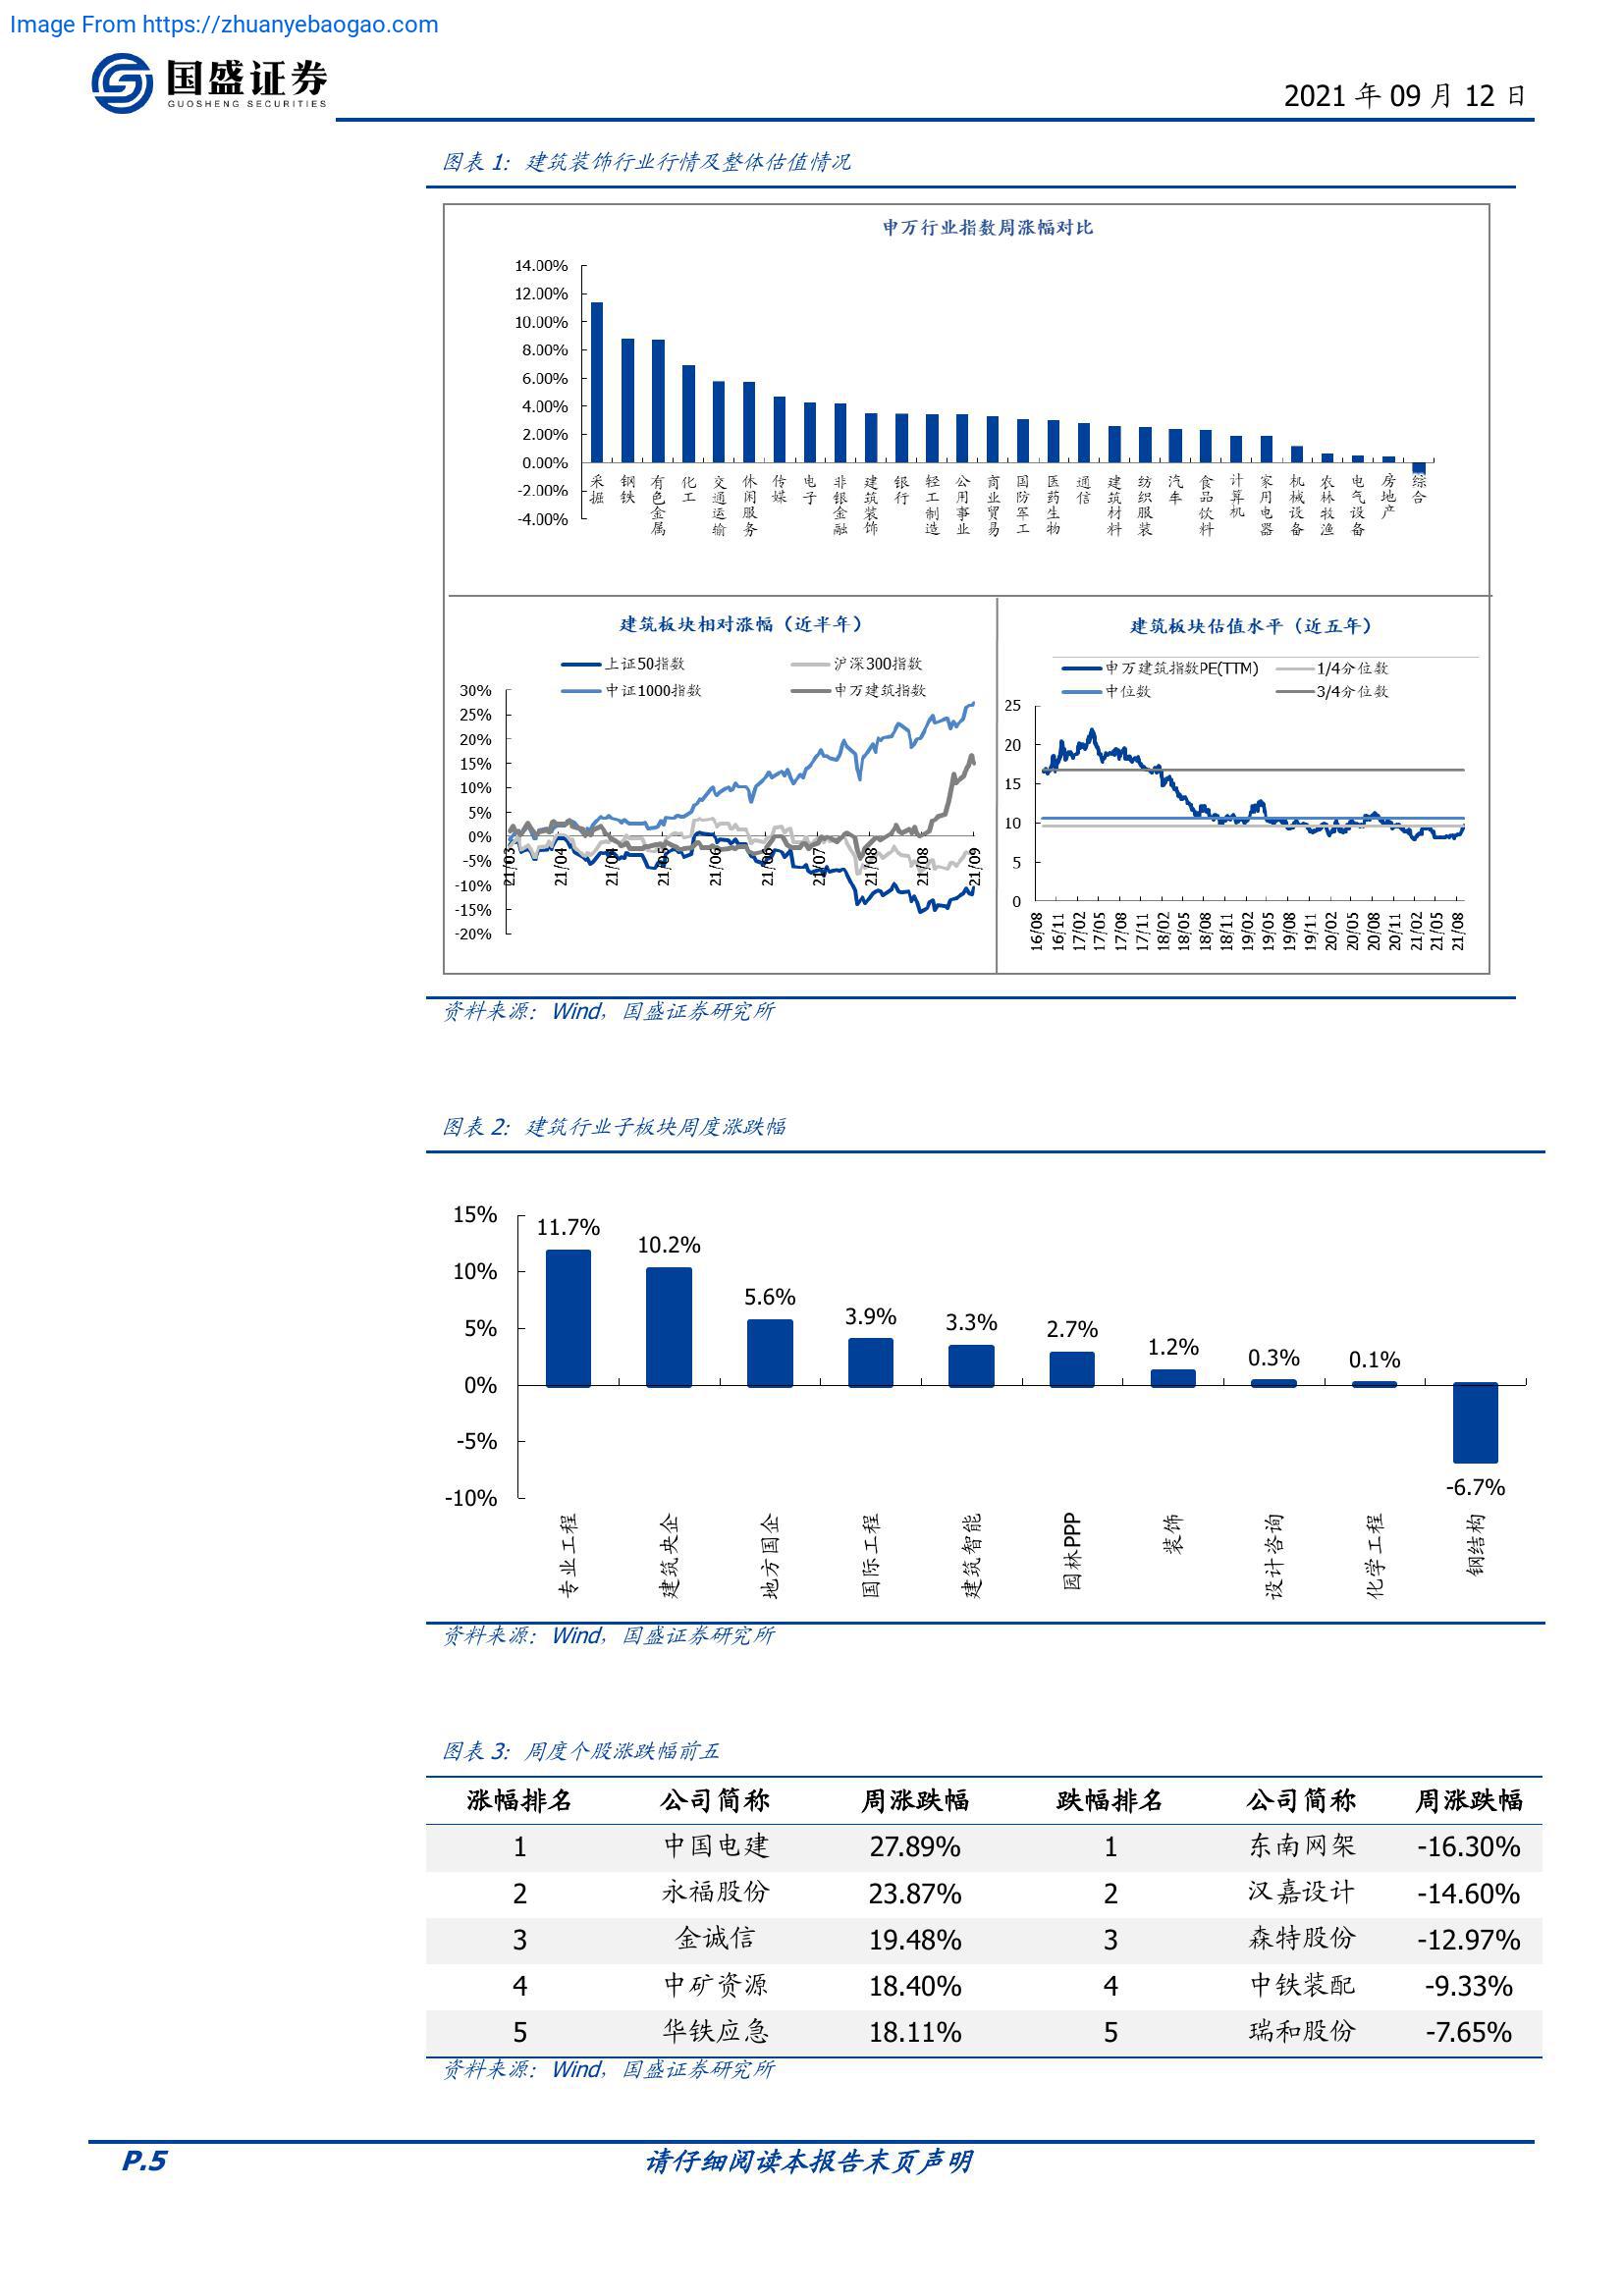 Image From https://zhuanyebaogao.com
国盛证券
GUOSHENG SECURITIES
2021 年 09 月 12 日
图表 1：建筑装饰行业行情及整体估值情况
申万行业指数周涨幅对比
14.00%
12.00%
10.00%
8.00%
6.00%
4.00%
2.00%
0.00%
-2.00%
-4.00%
采掘
钢铁
有色金属
化工
交通运输
休闲服务
传媒
电子
非银金融
建筑装饰
银行
轻工制造
公用事业
商业贸易
国防军工
医药生物
通信
建筑材料
纺织服装
汽车
食品饮料
计算机
家用电器
机械设备
农林牧渔
电气设备
房地产
综合
建筑板块相对涨幅（近半年）
上证50指数
沪深300指数
中证1000指数
申万建筑指数
30%
25%
20%
15%
10%
5%
0%
-5%
-10%
-15%
-20%
21/03
21/04
21/04
21/05
21/06
21/06
21/07
21/08
21/08
21/09
建筑板块估值水平（近五年）
申万建筑指数PE(TTM)
1/4分位数
中位数
3/4分位数
25
20
15
10
5
0
16/08
16/11
17/02
17/05
17/08
17/11
18/02
18/05
18/08
18/11
19/02
19/05
19/08
19/11
20/02
20/05
20/08
20/11
21/02
21/05
21/08
资料来源：Wind，国盛证券研究所
图表 2：建筑行业子板块周度涨跌幅
15%
10%
5%
0%
-5%
-10%
11.7%
10.2%
5.6%
3.9%
3.3%
2.7%
1.2%
0.3%
0.1%
-6.7%
专业工程
建筑央企
地方国企
国际工程
建筑智能
园林PPP
装饰
设计咨询
化学工程
钢结构
资料来源：Wind，国盛证券研究所
图表 3：周度个股涨跌幅前五
涨幅排名 公司简称 周涨跌幅 跌幅排名 公司简称 周涨跌幅
1 中国电建 27.89% 1 东南网架 -16.30%
2 永福股份 23.87% 2 汉嘉设计 -14.60%
3 金诚信 19.48% 3 森特股份 -12.97%
4 中矿资源 18.40% 4 中铁装配 -9.33%
5 华铁应急 18.11% 5 瑞和股份 -7.65%
资料来源：Wind，国盛证券研究所
P.5
请仔细阅读本报告末页声明